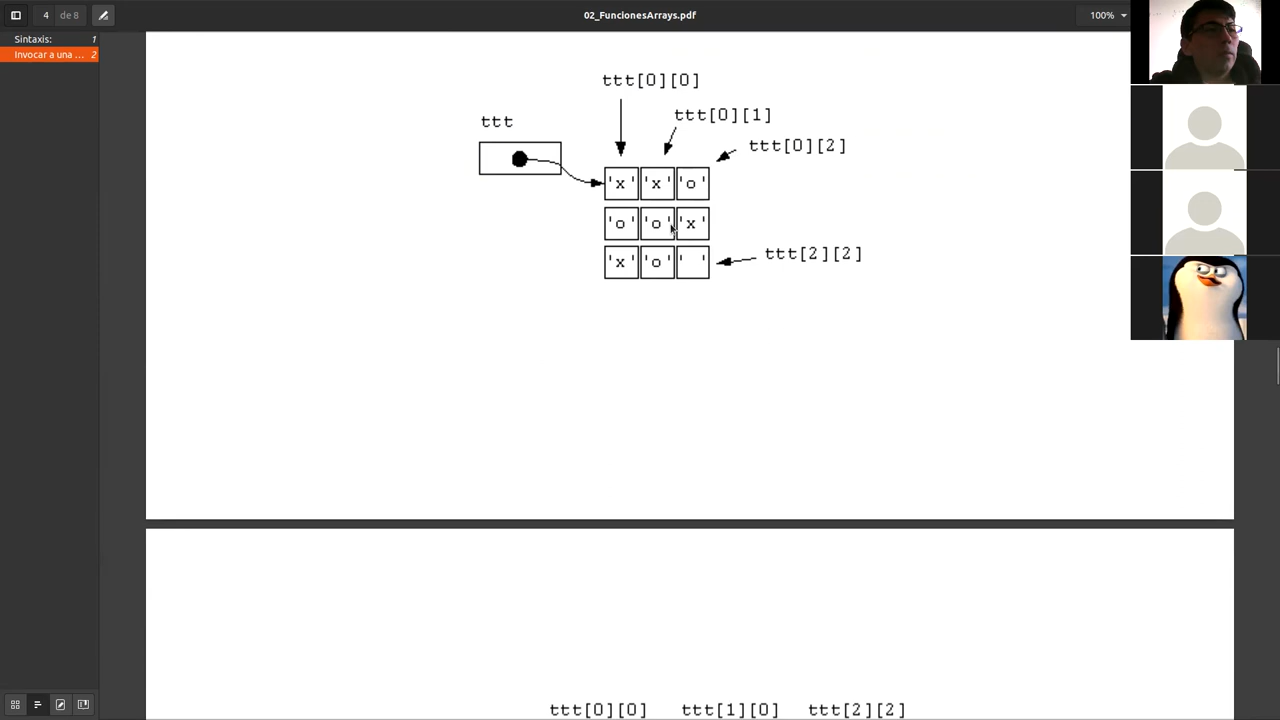 4 de 8
02_FuncionesArrays.pdf
100%
Sintaxis: 1
Invocar a una ... 2
ttt[0][0]
ttt[0][1]
ttt
ttt[0][2]
'x' 'x' 'o'
'o' 'o' 'x'
ttt[2][2]
'x' 'o' ' '
ttt[0][0] ttt[1][0] ttt[2][2]